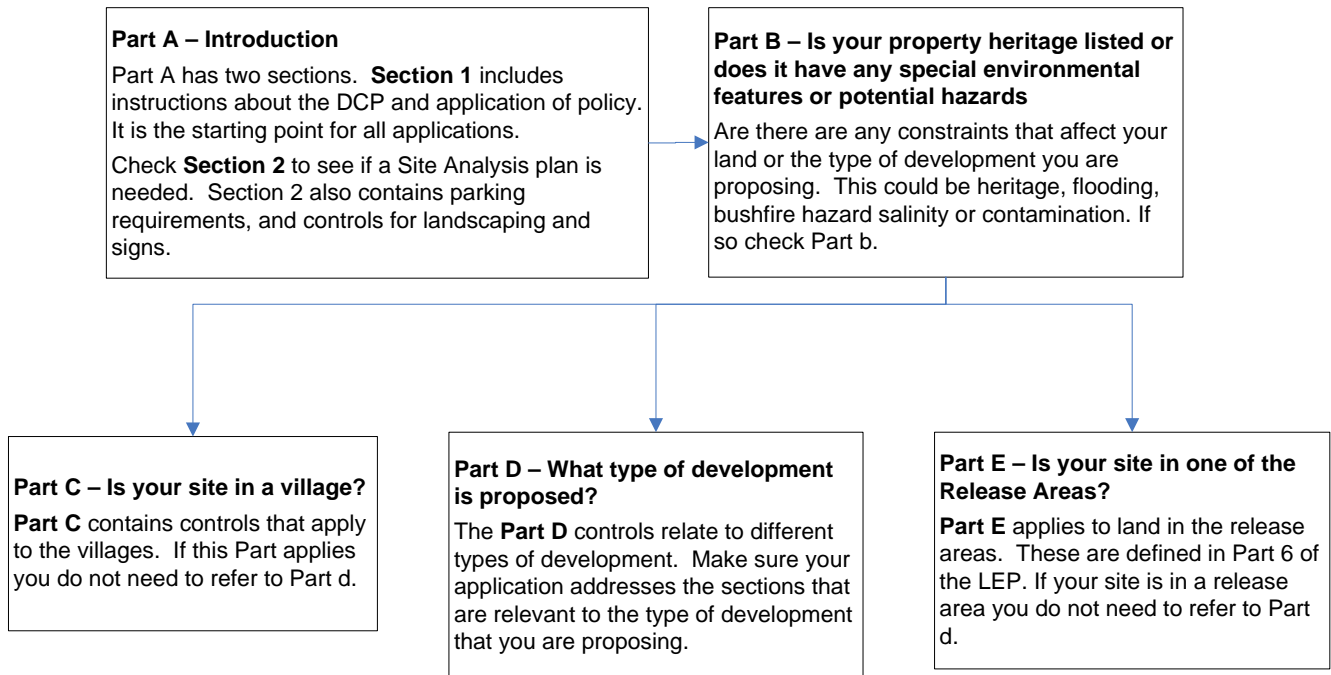 Part A – Introduction
Part A has two sections.  Section 1 includes
instructions about the DCP and application of policy.
It is the starting point for all applications.
Check Section 2 to see if a Site Analysis plan is
needed.  Section 2 also contains parking
requirements, and controls for landscaping and
signs.
Part B – Is your property heritage listed or
does it have any special environmental
features or potential hazards
Are there are any constraints that affect your
land or the type of development you are
proposing.  This could be heritage, flooding,
bushfire hazard salinity or contamination. If
so check Part b.
Part C – Is your site in a village?
Part C contains controls that apply
to the villages.  If this Part applies
you do not need to refer to Part d.
Part D – What type of development
is proposed?
The Part D controls relate to different
types of development.  Make sure your
application addresses the sections that
are relevant to the type of development
that you are proposing.
Part E – Is your site in one of the
Release Areas?
Part E applies to land in the release
areas.  These are defined in Part 6 of
the LEP. If your site is in a release
area you do not need to refer to Part
d.